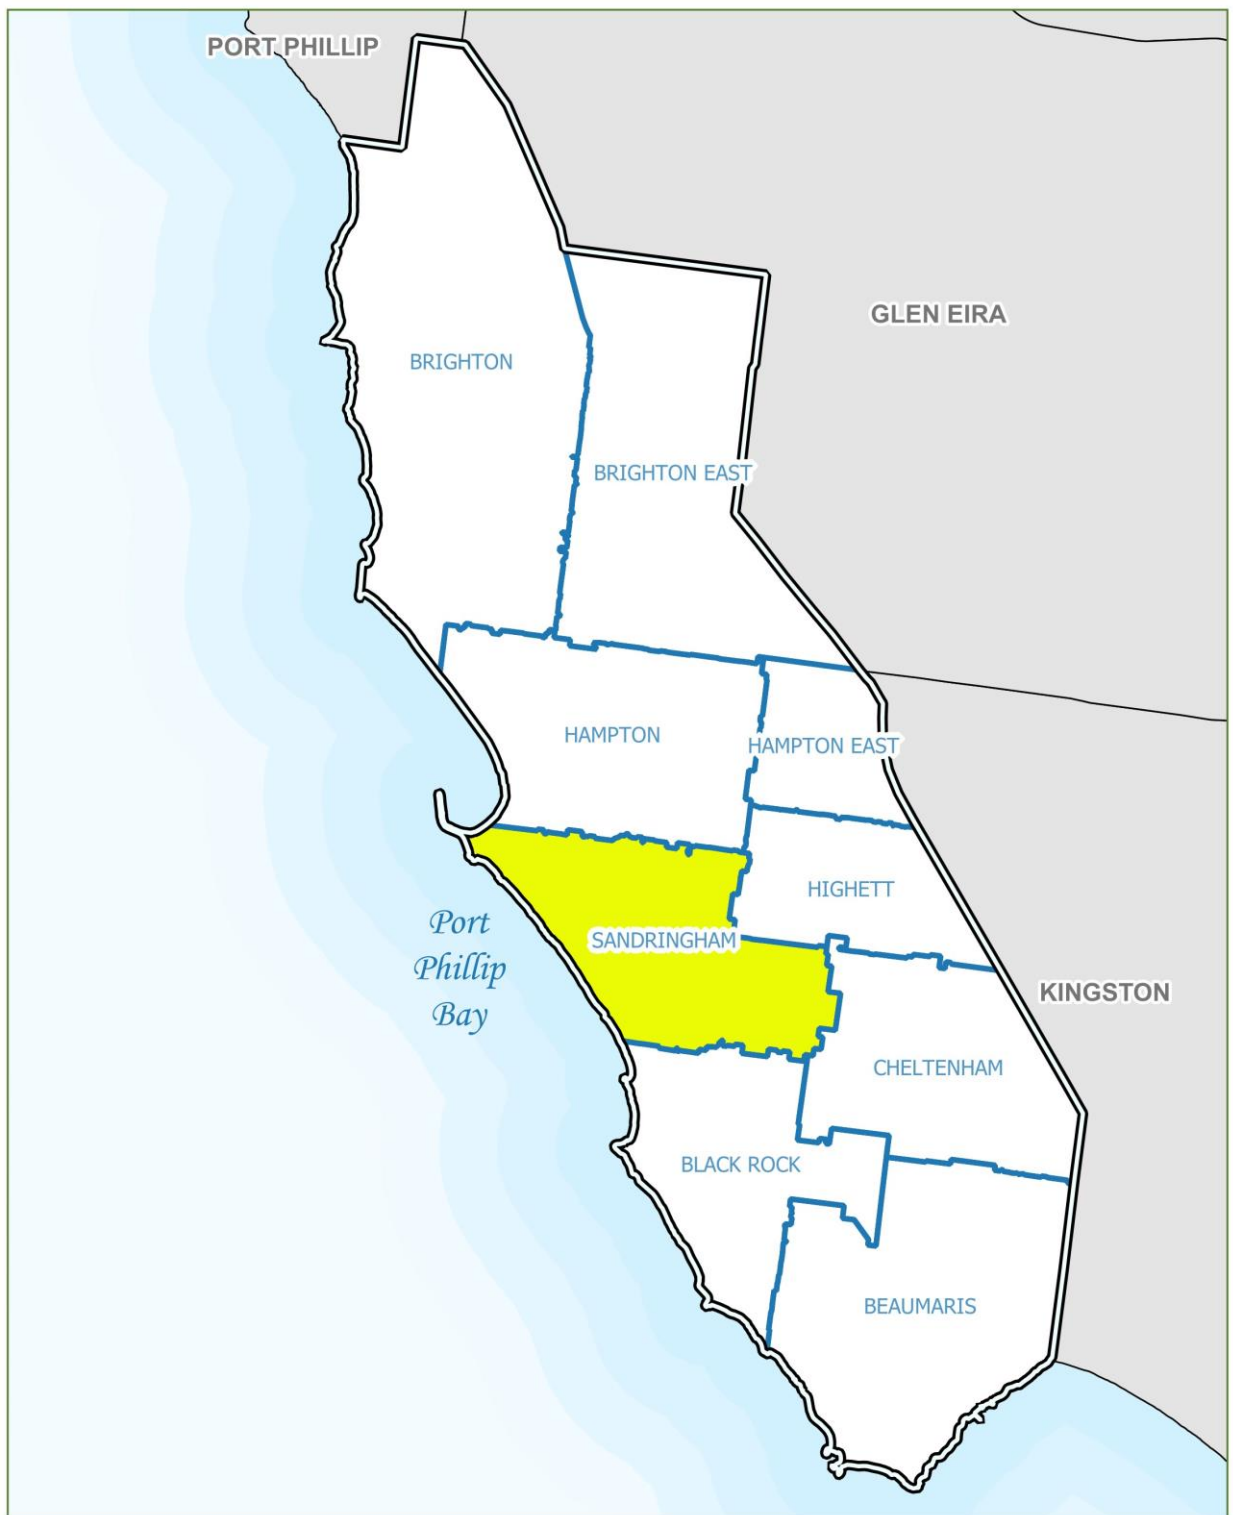 PORT PHILLIP
GLEN EIRA
BRIGHTON
BRIGHTON EAST
HAMPTON
HAMPTON EAST
HIGHETT
Port
Phillip
Bay
SANDRINGHAM
KINGSTON
CHELTENHAM
BLACK ROCK
BEAUMARIS